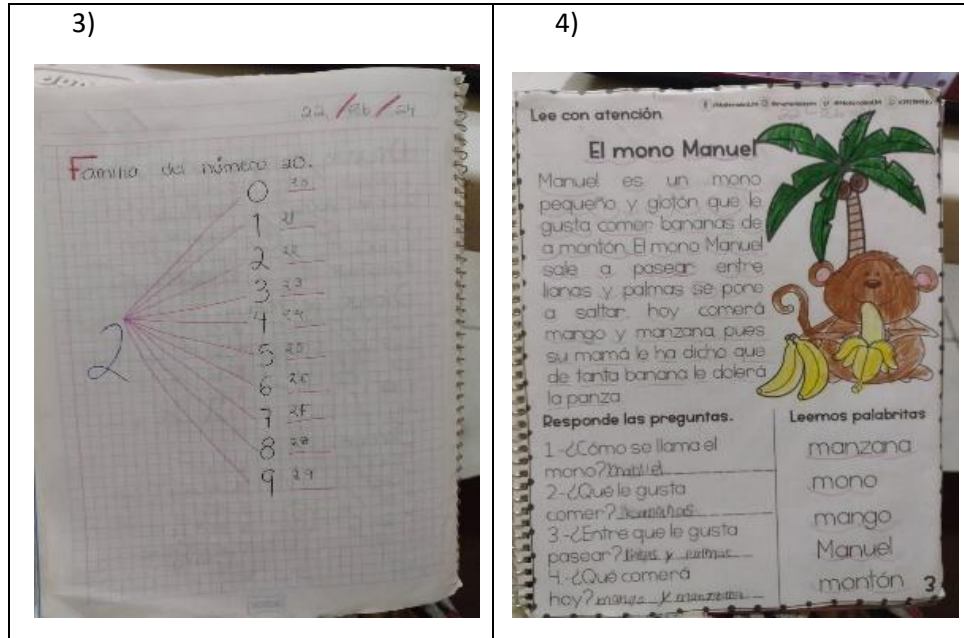 3)
22/Feb/24
Familia del número 20.
0 20
1 21
2 22
3 23
4 24
5 25
6 26
7 27
8 28
9 29
2
4)
Lee con atención
El mono Manuel
Manuel es un mono
pequeño y glotón que le
gusta comer bananas de
a montón. El mono Manuel
sale a pasear entre
lianas y palmas se pone
a saltar. hoy comerá
mango y manzana pues
su mamá le ha dicho que
de tanta banana le dolerá
la panza
Responde las preguntas.
1.-¿Cómo se llama el
mono? Manuel
2-¿Qué le gusta
comer? bananas
3.-¿Entre que le gusta
pasear? lianas y palmas
4.-¿Qué comerá
hoy? mango y manzana
Leemos palabritas
manzana
mono
mango
Manuel
montón
3